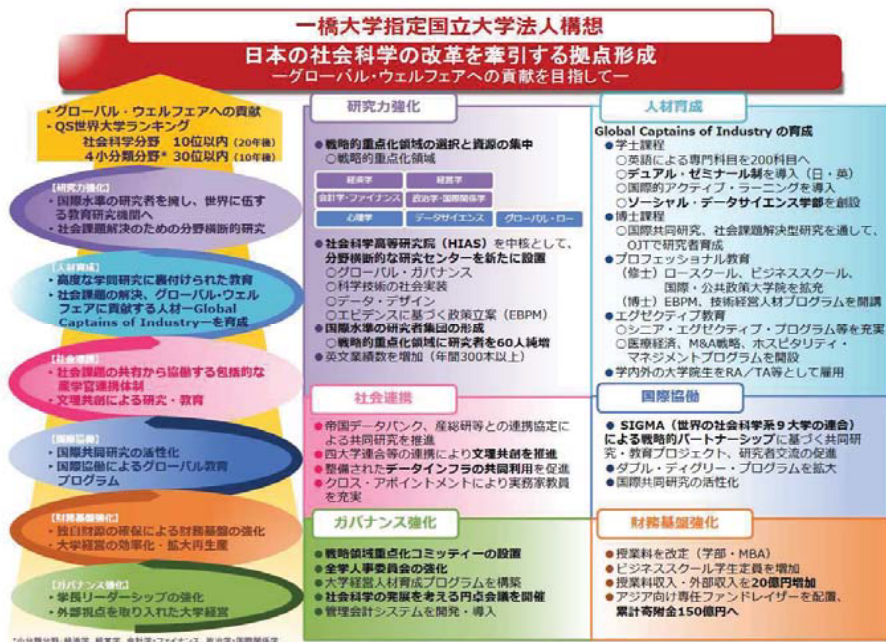 一橋大学指定国立大学法人構想
日本の社会科学の改革を牽引する拠点形成
ーグローバル・ウェルフェアへの貢献を目指してー
・グローバル・ウェルフェアへの貢献
・QS世界大学ランキング
社会科学分野 10位以内(20年後)
4小分類分野* 30位以内(10年後)
【研究力強化】
・国際水準の研究者を擁し、世界に伍する教育研究機関へ
・社会課題解決のための分野横断的研究
【人材育成】
・高度な学問研究に裏付けられた教育
・社会課題の解決、グローバル・ウェル
フェアに貢献する人材ーGlobal
Captains of Industryーを育成
【社会連携】
・社会課題の共有から協働する包括的な
産学官連携体制
・文理共創による研究・教育
【国際協働】
・国際共同研究の活性化
・国際協働によるグローバル教育
プログラム
【財務基盤強化】
・独自財源の確保による財務基盤の強化
・大学経営の効率化・拡大再生産
【ガバナンス強化】
・学長リーダーシップの強化
・外部視点を取り入れた大学経営
*小分類分野：経済学、経営学、会計学・ファイナンス、政治学・国際関係学
研究力強化
●戦略的重点化領域の選択と資源の集中
○戦略的重点化領域
経済学 経営学
会計学・ファイナンス 政治学・国際関係学
心理学 データサイエンス グローバル・ロー
●社会科学高等研究院（HIAS）を中核として、
分野横断的な研究センターを新たに設置
○グローバル・ガバナンス
○科学技術の社会実装
○データ・デザイン
○エビデンスに基づく政策立案（EBPM）
●国際水準の研究者集団の形成
○戦略的重点化領域に研究者を60人純増
●英文業績数を増加（年間300本以上）
人材育成
Global Captains of Industry の育成
●学士課程
○英語による専門科目を200科目へ
○デュアル・ゼミナール制を導入（日・英）
○国際的アクティブ・ラーニングを導入
○ソーシャル・データサイエンス学部を創設
●博士課程
○国際共同研究、社会課題解決型研究を通して、
OJTで研究者育成
●プロフェッショナル教育
（修士）ロースクール、ビジネススクール、
国際・公共政策大学院を拡充
（博士）EBPM、技術経営人材プログラムを開講
●エグゼクティブ教育
○シニア・エグゼクティブ・プログラム等を充実
○医療経済、M&A戦略、ホスピタリティ・
マネジメントプログラムを開設
●学内外の大学院生をRA／TA等として雇用
社会連携
●帝国データバンク、産総研等との連携協定に
よる共同研究を推進
●四大学連合等の連携により文理共創を推進
●整備されたデータインフラの共同利用を促進
●クロス・アポイントメントにより実務家教員
を充実
国際協働
● SIGMA（世界の社会科学系９大学の連合）
による戦略的パートナーシップに基づく共同研
究・教育プロジェクト、研究者交流の促進
●ダブル・ディグリー・プログラムを拡大
●国際共同研究の活性化
ガバナンス強化
●戦略領域重点化コミッティーの設置
●全学人事委員会の強化
●大学経営人材育成プログラムを構築
●社会科学の発展を考える円点会議を開催
●管理会計システムを開発・導入
財務基盤強化
●授業料を改定（学部・MBA）
●ビジネススクール学生定員を増加
●授業料収入・外部収入を20億円増加
●アジア向け専任ファンドレイザーを配置、
累計寄附金150億円へ